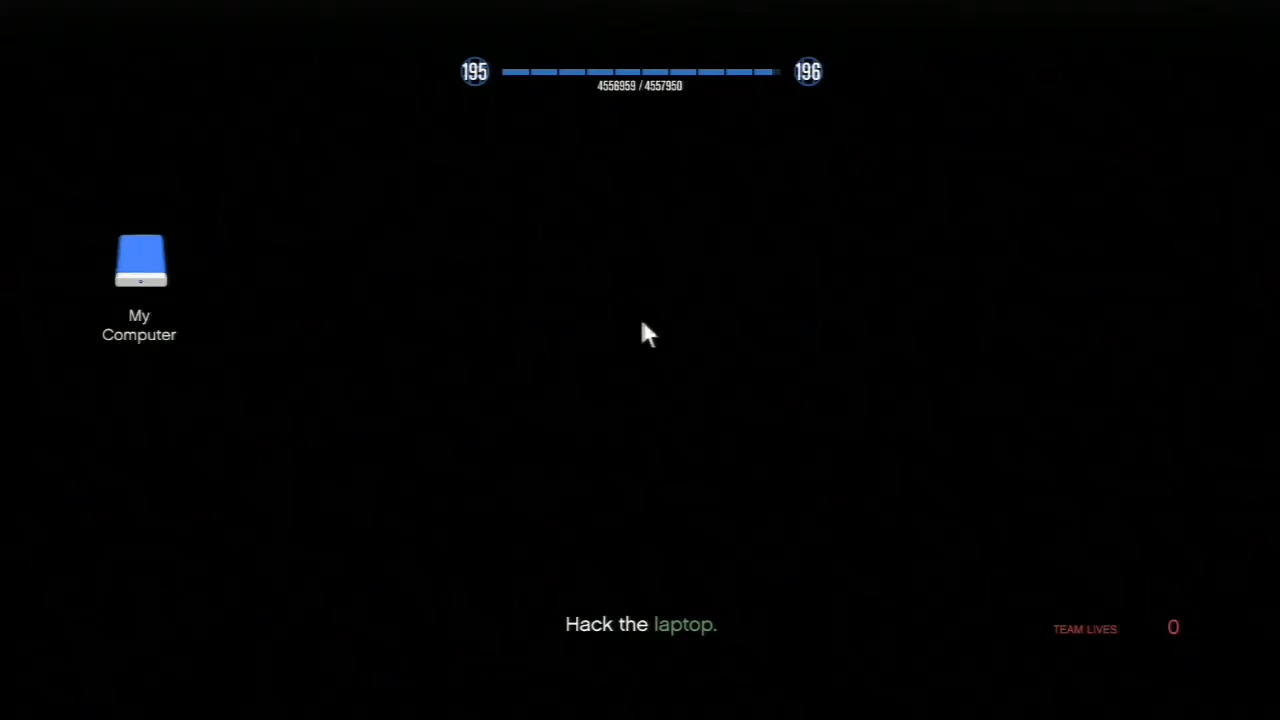 195 196
4556959 / 4557950
My
Computer
Hack the laptop.
TEAM LIVES 0